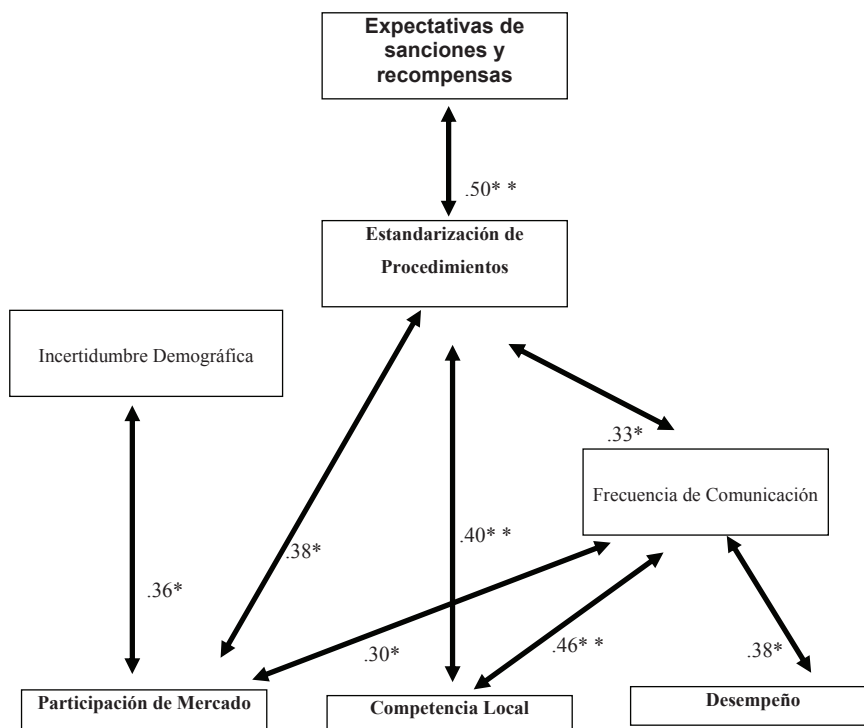 Expectativas de
sanciones y
recompensas
.50* *
Estandarización de
Procedimientos
Incertidumbre Demográfica
.33*
Frecuencia de Comunicación
.38*
.40* *
.36*
.30*
.46* *
.38*
Participación de Mercado
Competencia Local
Desempeño